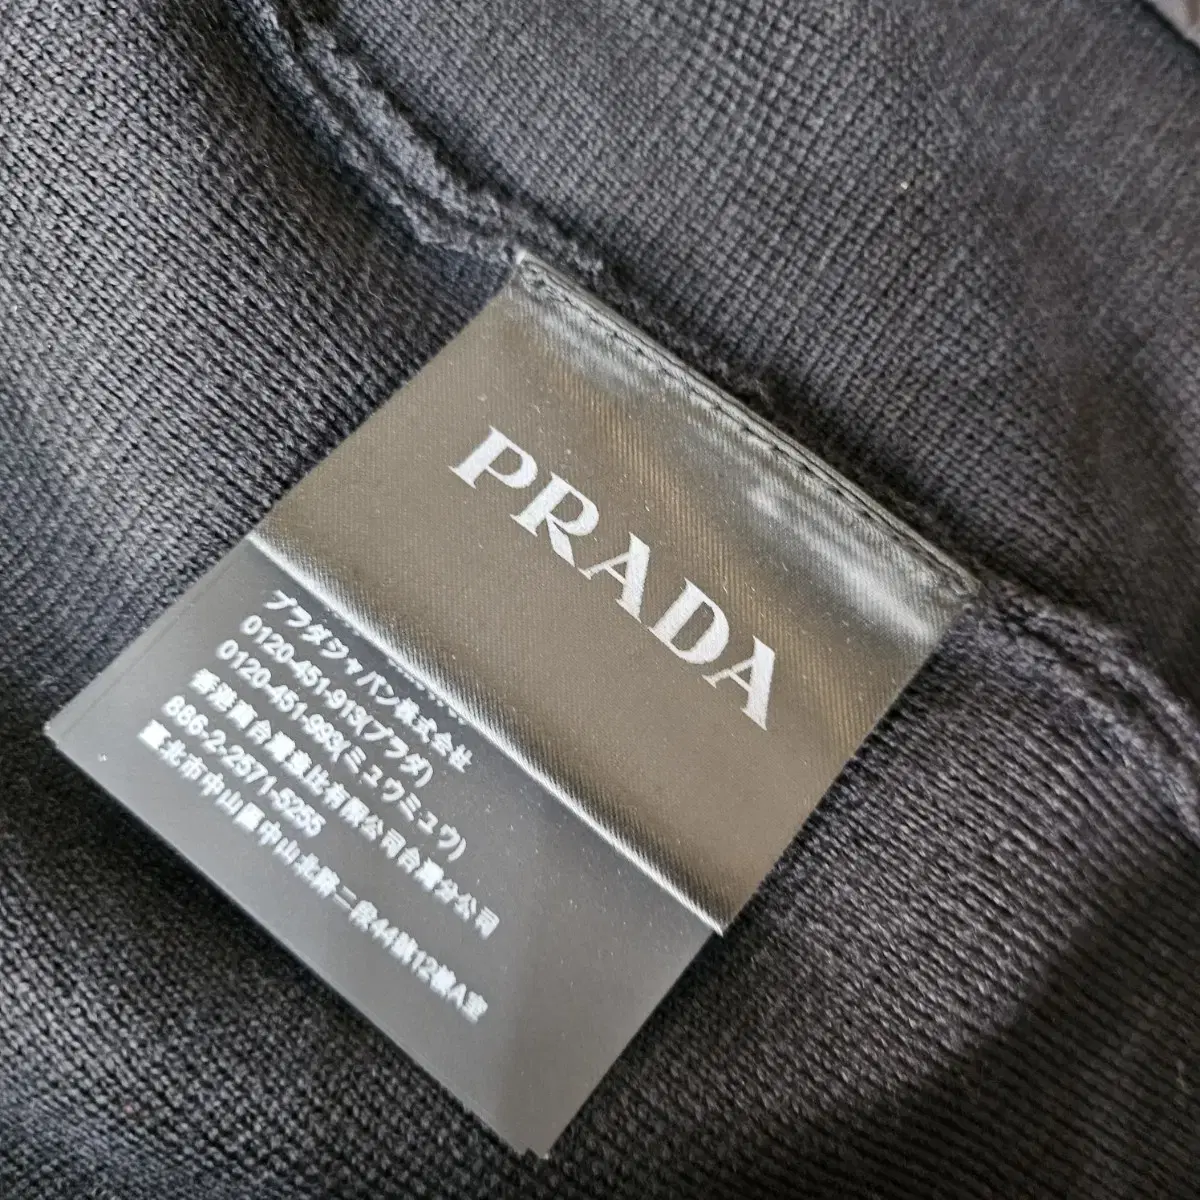 PRADA
プラダジャパン株式会社
0120-451-913(プラダ)
0120-451-993(ミュウミュウ)
香港商台灣普拉達有限公司台灣分公司
886-2-2571-5255
臺北市中山區中山北路二段44號12樓A室